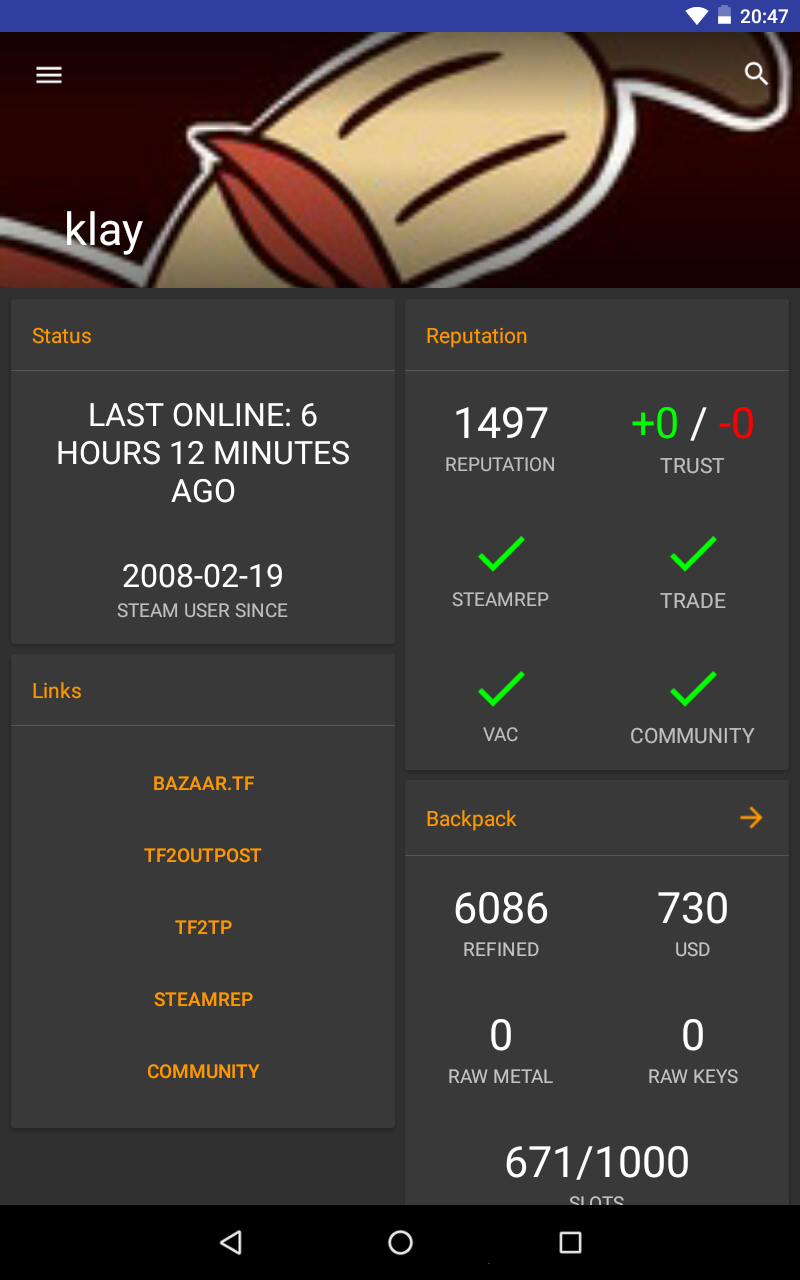 20:47
klay
Status
LAST ONLINE: 6
HOURS 12 MINUTES
AGO
2008-02-19
STEAM USER SINCE
Links
BAZAAR.TF
TF2OUTPOST
TF2TP
STEAMREP
COMMUNITY
Reputation
1497
REPUTATION
+0 / -0
TRUST
STEAMREP
TRADE
VAC
COMMUNITY
Backpack
6086
REFINED
730
USD
0
RAW METAL
0
RAW KEYS
671/1000
SLOTS